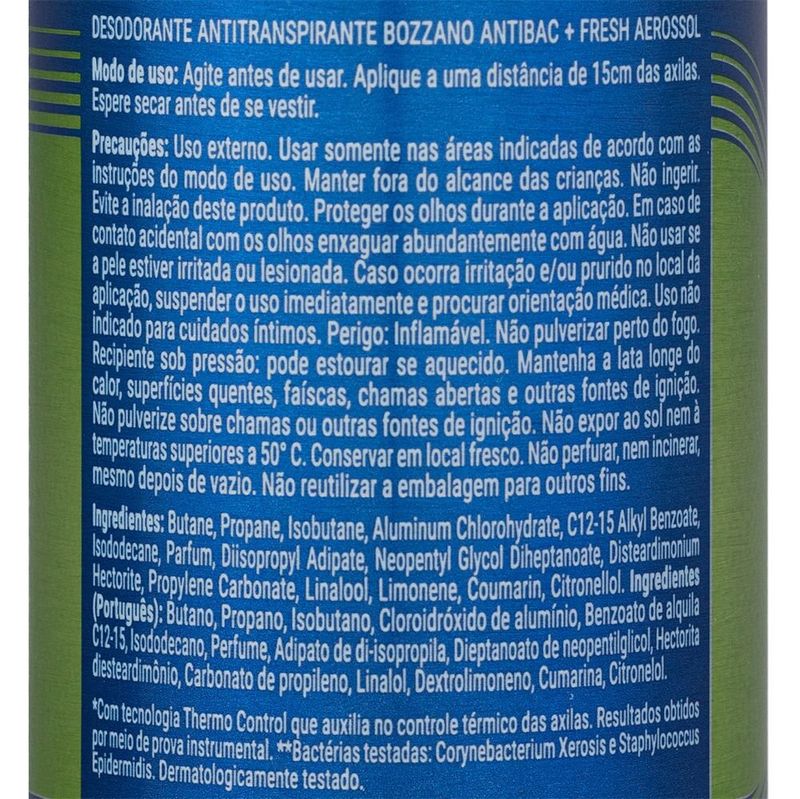 DESODORANTE ANTITRANSPIRANTE BOZZANO ANTIBAC + FRESH AEROSSOL
Modo de uso: Agite antes de usar. Aplique a uma distância de 15cm das axilas.
Espere secar antes de se vestir.
Precauções: Uso externo. Usar somente nas áreas indicadas de acordo com as
instruções do modo de uso. Manter fora do alcance das crianças. Não ingerir.
Evite a inalação deste produto. Proteger os olhos durante a aplicação. Em caso de
contato acidental com os olhos enxaguar abundantemente com água. Não usar se
a pele estiver irritada ou lesionada. Caso ocorra irritação e/ou prurido no local da
aplicação, suspender o uso imediatamente e procurar orientação médica. Uso não
indicado para cuidados íntimos. Perigo: Inflamável. Não pulverizar perto do fogo.
Recipiente sob pressão: pode estourar se aquecido. Mantenha a lata longe do
calor, superfícies quentes, faíscas, chamas abertas e outras fontes de ignição.
Não pulverize sobre chamas ou outras fontes de ignição. Não expor ao sol nem à
temperaturas superiores a 50° C. Conservar em local fresco. Não perfurar, nem incinerar,
mesmo depois de vazio. Não reutilizar a embalagem para outros fins.
Ingredientes: Butane, Propane, Isobutane, Aluminum Chlorohydrate, C12-15 Alkyl Benzoate,
Isododecane, Parfum, Diisopropyl Adipate, Neopentyl Glycol Diheptanoate, Disteardimonium
Hectorite, Propylene Carbonate, Linalool, Limonene, Coumarin, Citronellol. Ingredientes
(Português): Butano, Propano, Isobutano, Cloroidróxido de alumínio, Benzoato de alquila
C12-15, Isododecano, Perfume, Adipato de di-isopropila, Dieptanoato de neopentilglicol, Hectorita
diesteardimônio, Carbonato de propileno, Linalol, Dextrolimoneno, Cumarina, Citronelol.
*Com tecnologia Thermo Control que auxilia no controle térmico das axilas. Resultados obtidos
por meio de prova instrumental. **Bactérias testadas: Corynebacterium Xerosis e Staphylococcus
Epidermidis. Dermatologicamente testado.